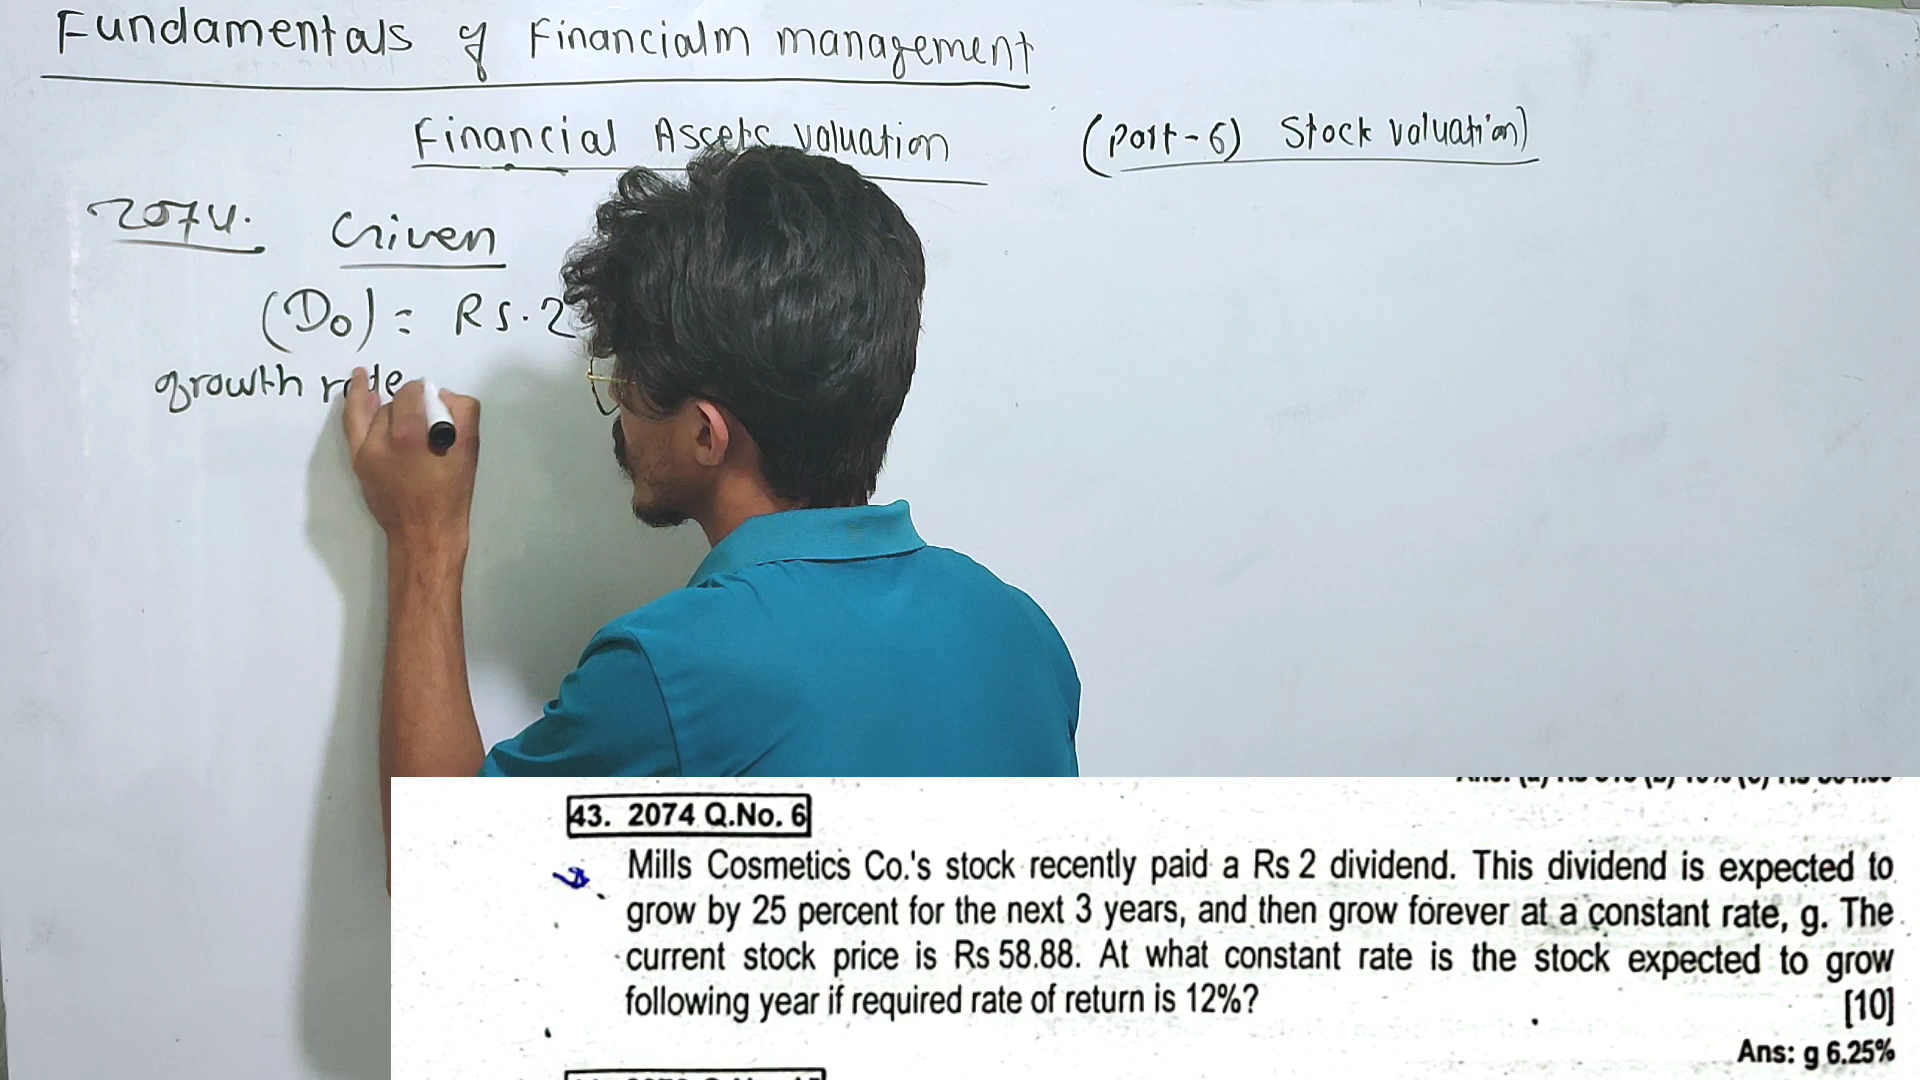 Fundamentals of Financialm management
Financial Assets valuation
(part-6) Stock valuation)
2074. Given
(D0) = Rs. 2
growth rate
43. 2074 Q.No. 6
Mills Cosmetics Co.'s stock recently paid a Rs 2 dividend. This dividend is expected to
grow by 25 percent for the next 3 years, and then grow forever at a constant rate, g. The
current stock price is Rs 58.88. At what constant rate is the stock expected to grow
following year if required rate of return is 12%?
[10]
Ans: g 6.25%